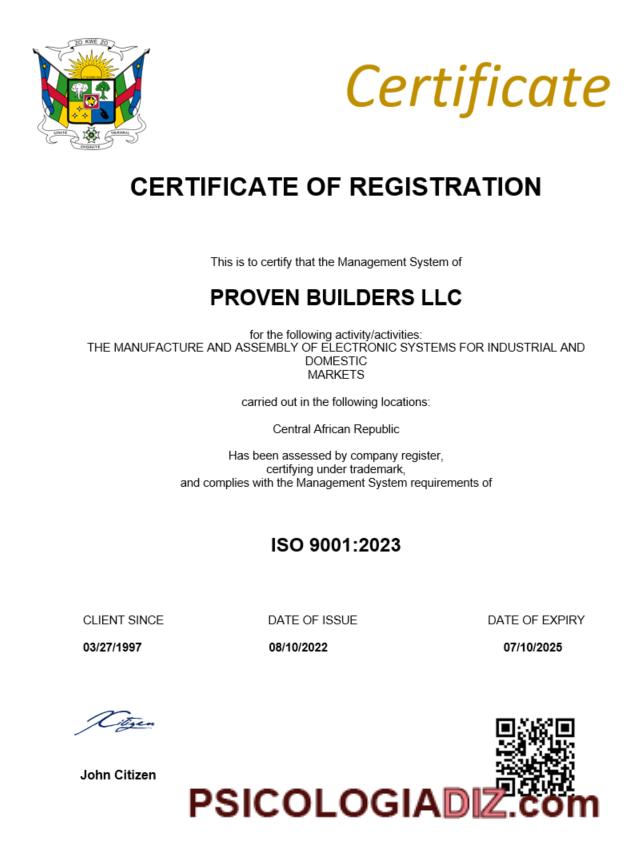 ZO KWE ZO
Certificate
UNITE
TRAVAIL
DIGNITE
CERTIFICATE OF REGISTRATION
This is to certify that the Management System of
PROVEN BUILDERS LLC
for the following activity/activities:
THE MANUFACTURE AND ASSEMBLY OF ELECTRONIC SYSTEMS FOR INDUSTRIAL AND
DOMESTIC
MARKETS
carried out in the following locations:
Central African Republic
Has been assessed by company register,
certifying under trademark,
and complies with the Management System requirements of
ISO 9001:2023
CLIENT SINCE DATE OF ISSUE DATE OF EXPIRY
03/27/1997 08/10/2022 07/10/2025
Citizen
John Citizen
PSICOLOGIADIZ.com